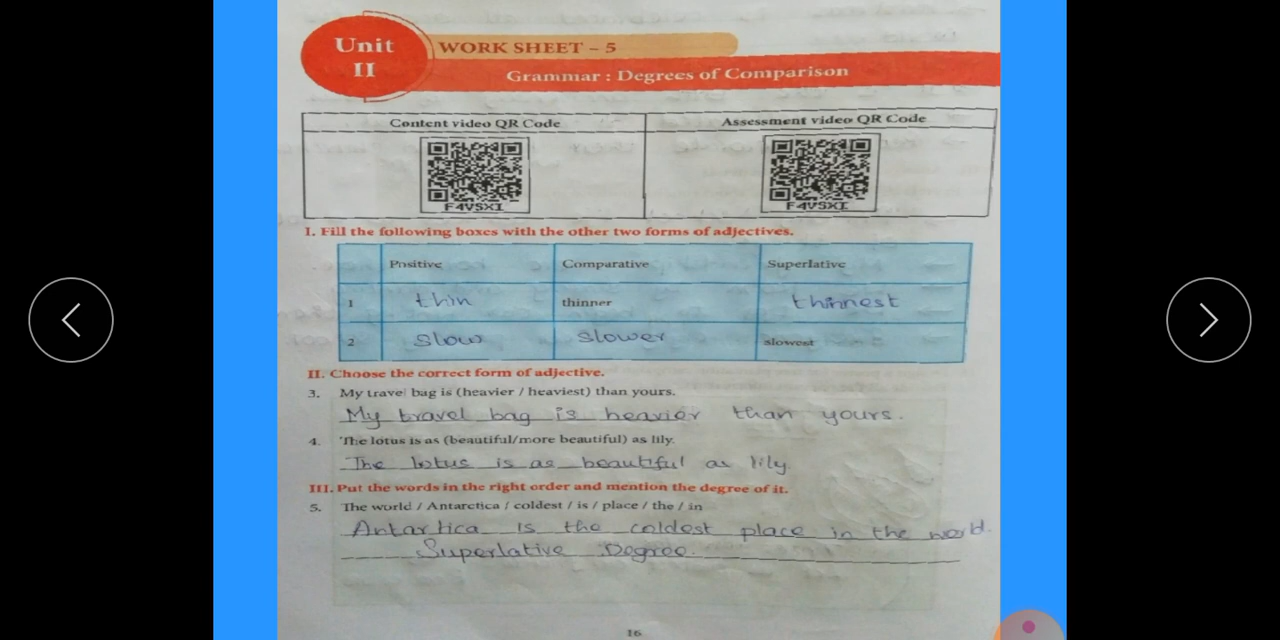 Unit
II
WORK SHEET – 5
Grammar : Degrees of Comparison
Content video QR Code Assessment video QR Code
F4VSXI F4VSXI
I. Fill the following boxes with the other two forms of adjectives.
Positive Comparative Superlative
1 thin thinner thinnest
2 slow slower slowest
II. Choose the correct form of adjective.
3. My travel bag is (heavier / heaviest) than yours.
My travel bag is heavier than yours.
4. The lotus is as (beautiful/more beautiful) as lily.
The lotus is as beautiful as lily.
III. Put the words in the right order and mention the degree of it.
5. The world / Antarctica / coldest / is / place / the / in
Antartica is the coldest place in the world.
Superlative Degree.
16